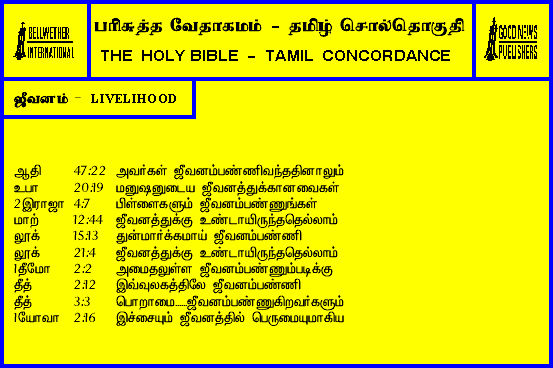 BELLWETHER
INTERNATIONAL
பரிசுத்த வேதாகமம் - தமிழ் சொல்தொகுதி
THE HOLY BIBLE - TAMIL CONCORDANCE
GOOD NEWS
PUBLISHERS
ஜீவனம் - LIVELIHOOD
ஆதி 47:22 அவர்கள் ஜீவனம்பண்ணிவந்ததினாலும்
உபா 20:19 மனுஷனுடைய ஜீவனத்துக்கானவைகள்
2இராஜா 4:7 பிள்ளைகளும் ஜீவனம்பண்ணுங்கள்
மாற் 12:44 ஜீவனத்துக்கு உண்டாயிருந்ததெல்லாம்
லூக் 15:13 துன்மார்க்கமாய் ஜீவனம்பண்ணி
லூக் 21:4 ஜீவனத்துக்கு உண்டாயிருந்ததெல்லாம்
1தீமோ 2:2 அமைதலுள்ள ஜீவனம்பண்ணும்படிக்கு
தீத் 2:12 இவ்வுலகத்திலே ஜீவனம்பண்ணி
தீத் 3:3 பொறாமை.....ஜீவனம்பண்ணுகிறவர்களும்
1யோவா 2:16 இச்சையும் ஜீவனத்தில் பெருமையுமாகிய